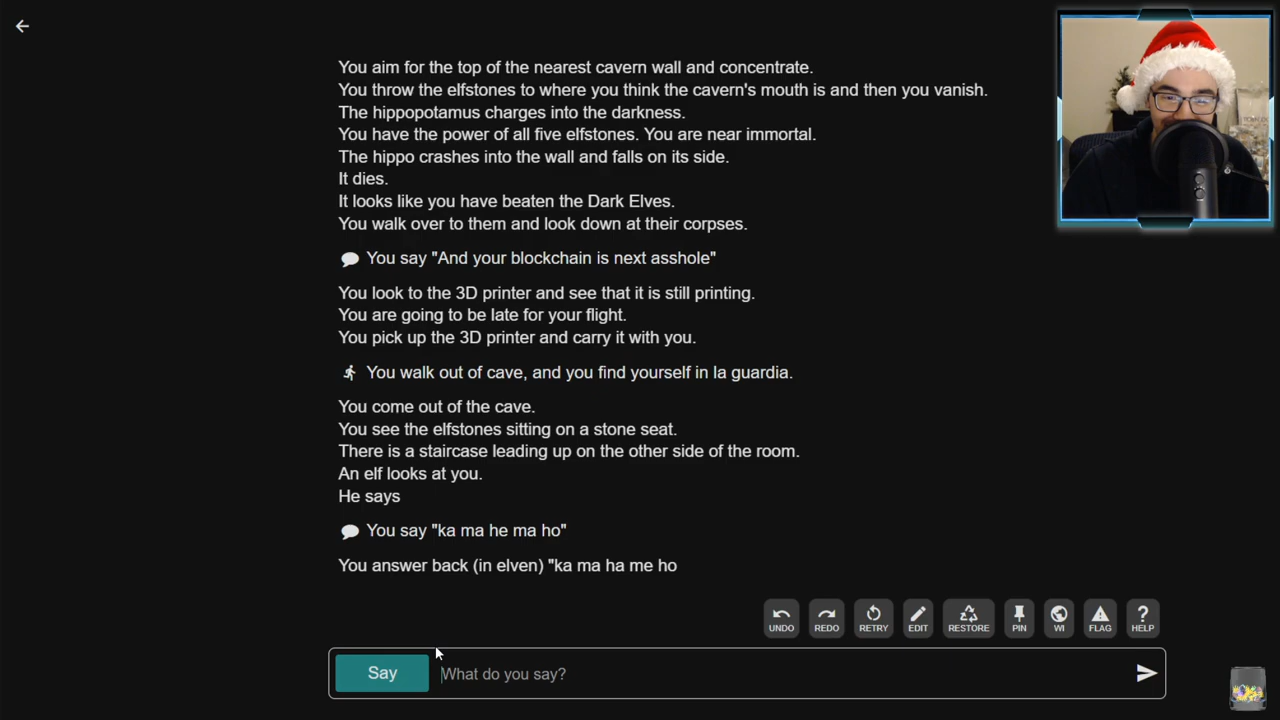 You aim for the top of the nearest cavern wall and concentrate.
You throw the elfstones to where you think the cavern's mouth is and then you vanish.
The hippopotamus charges into the darkness.
You have the power of all five elfstones. You are near immortal.
The hippo crashes into the wall and falls on its side.
It dies.
It looks like you have beaten the Dark Elves.
You walk over to them and look down at their corpses.
You say "And your blockchain is next asshole"
You look to the 3D printer and see that it is still printing.
You are going to be late for your flight.
You pick up the 3D printer and carry it with you.
You walk out of cave, and you find yourself in la guardia.
You come out of the cave.
You see the elfstones sitting on a stone seat.
There is a staircase leading up on the other side of the room.
An elf looks at you.
He says
You say "ka ma he ma ho"
You answer back (in elven) "ka ma ha me ho
UNDO REDO RETRY EDIT RESTORE PIN WI FLAG HELP
Say What do you say?